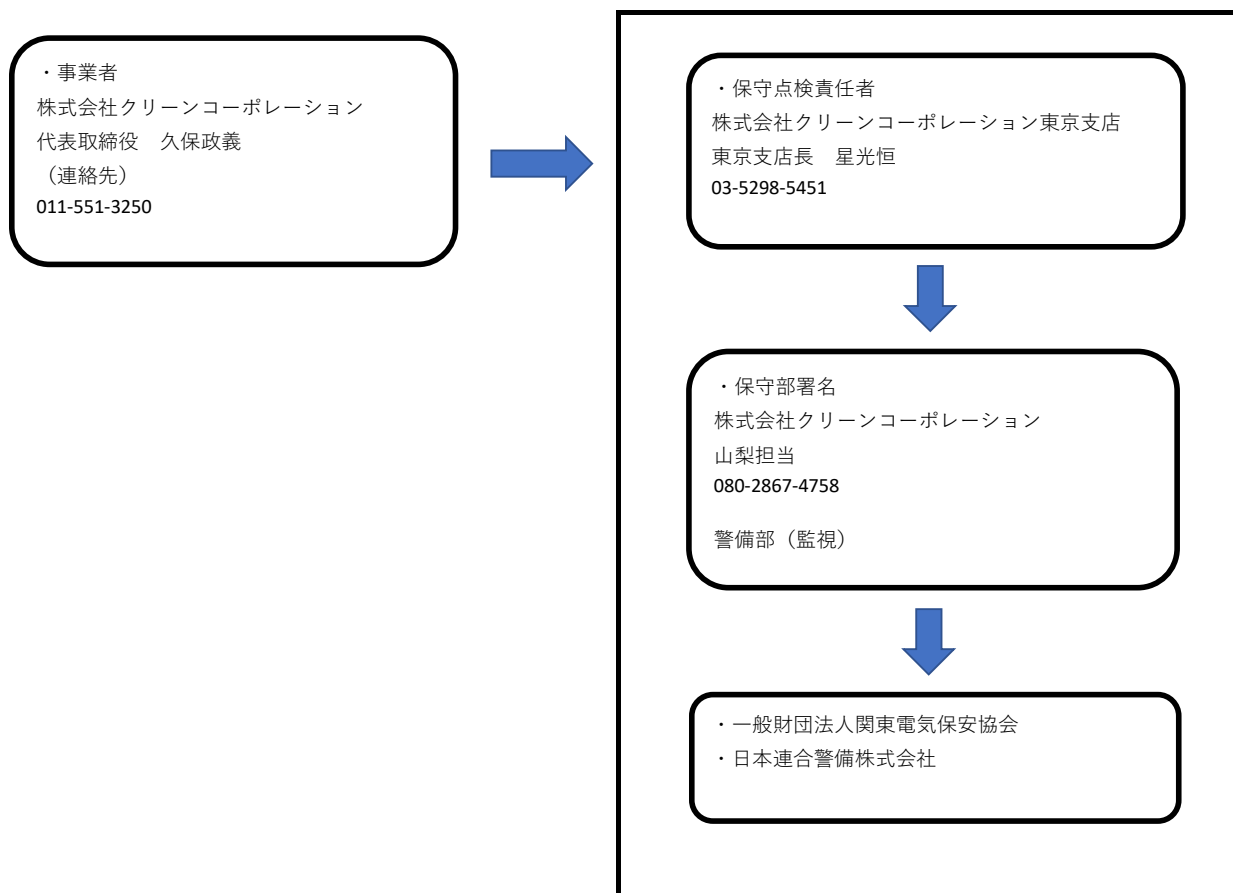 ・事業者
株式会社クリーンコーポレーション
代表取締役　久保政義
（連絡先）
011-551-3250
・保守点検責任者
株式会社クリーンコーポレーション東京支店
東京支店長　星光恒
03-5298-5451
・保守部署名
株式会社クリーンコーポレーション
山梨担当
080-2867-4758
警備部（監視）
・一般財団法人関東電気保安協会
・日本連合警備株式会社